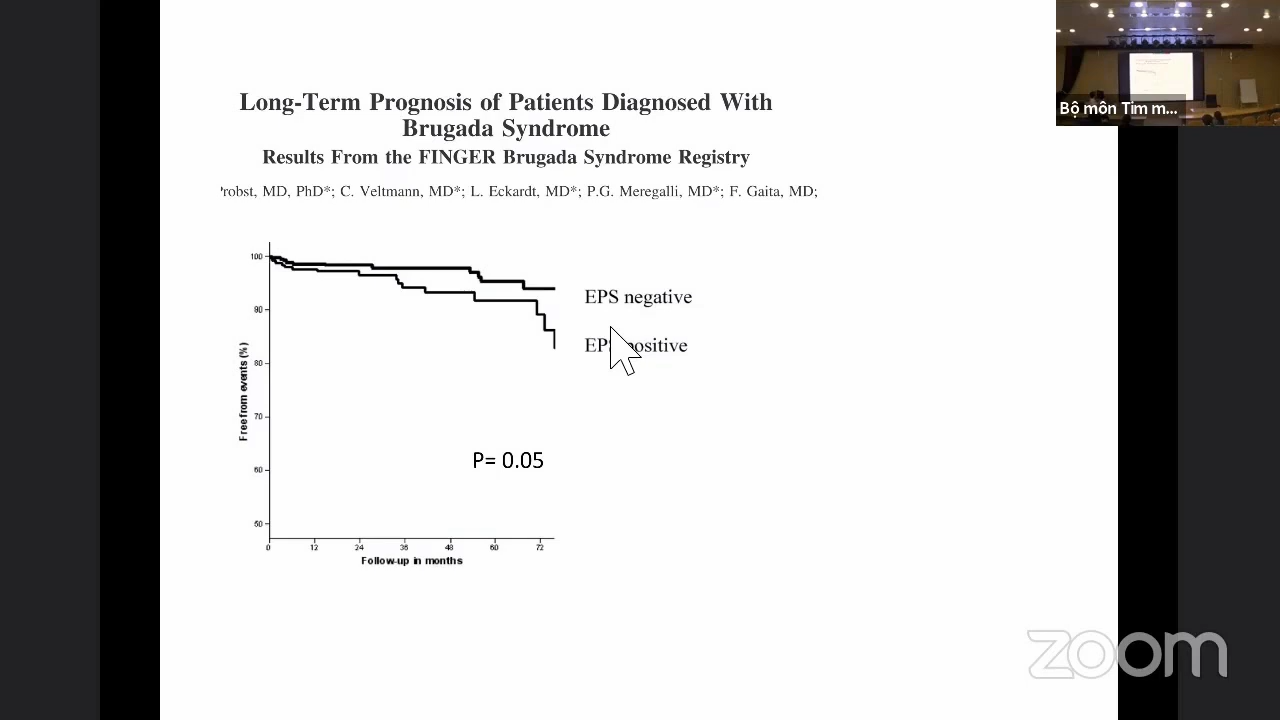 Long-Term Prognosis of Patients Diagnosed With
Brugada Syndrome
Results From the FINGER Brugada Syndrome Registry
MD, PhD*; C. Veltmann, MD*; L. Eckardt, MD*; P.G. Meregalli, MD*; F. Gaita, MD;
Bộ môn Tim m...
100
90
80
70
60
50
Free from events (%)
EPS negative
positive
P= 0.05
0 12 24 36 48 60 72
Follow-up in months
zoom